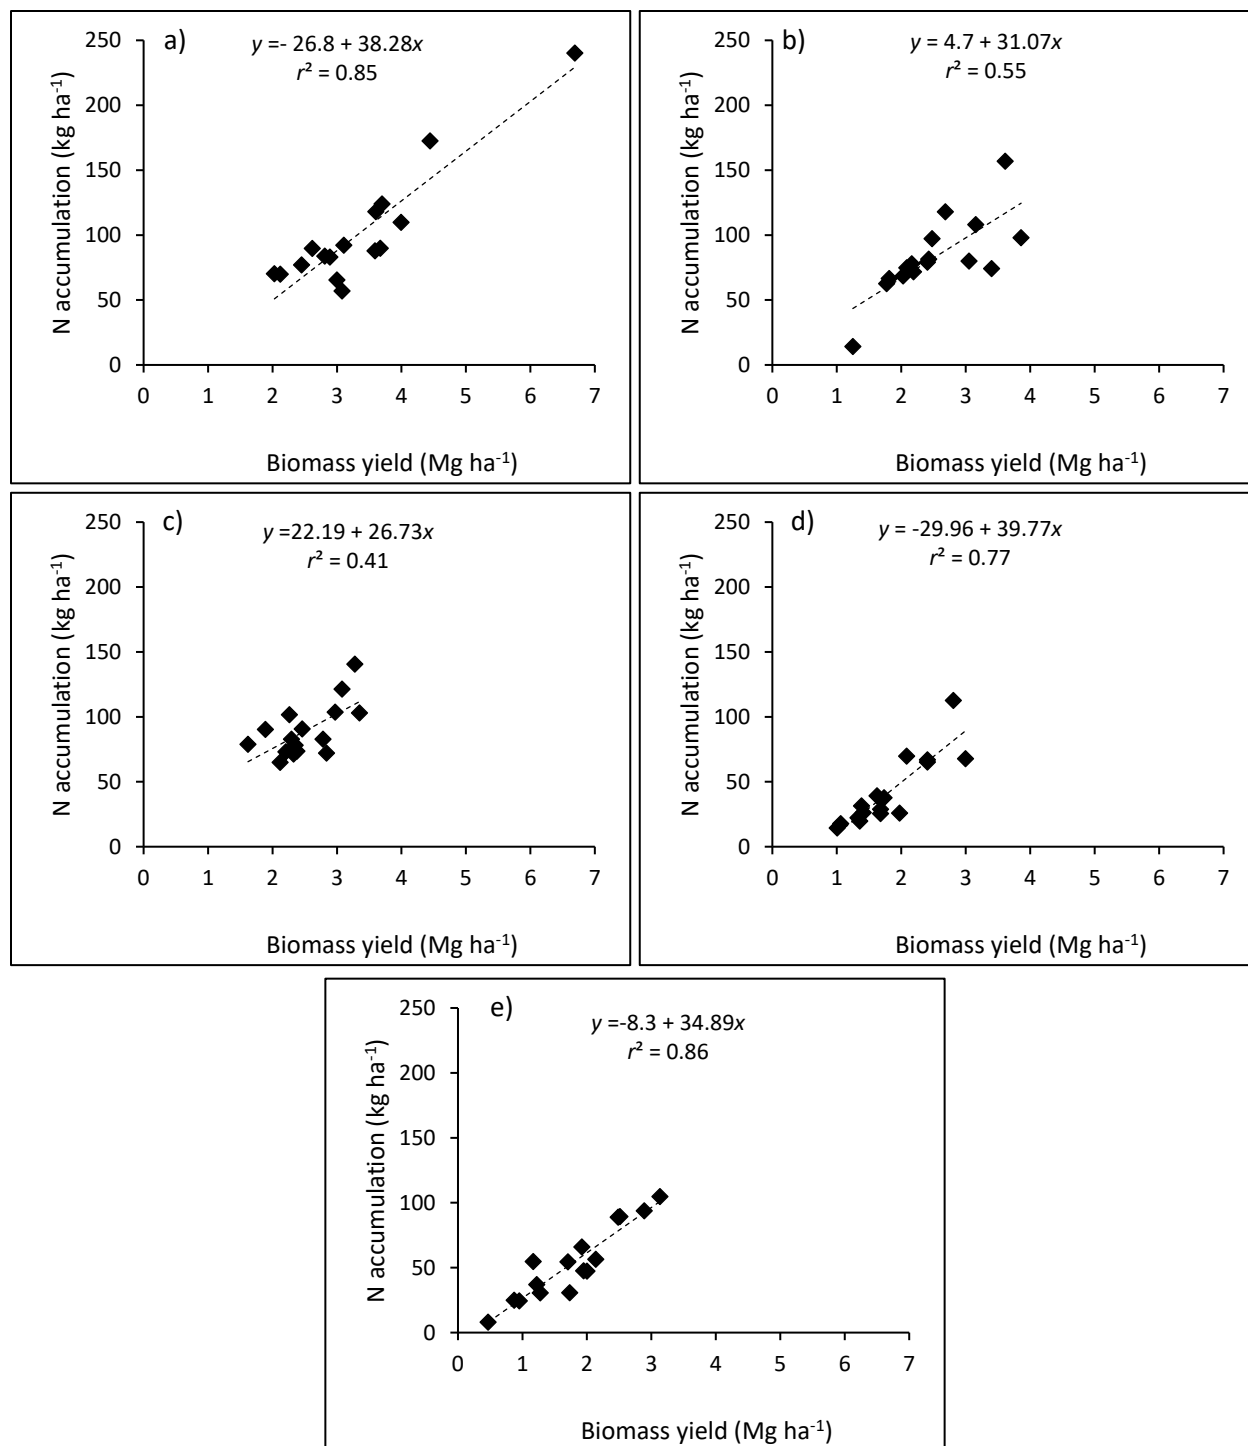 a)
y =- 26.8 + 38.28x
r² = 0.85
N accumulation (kg ha⁻¹)
250
200
150
100
50
0
0 1 2 3 4 5 6 7
Biomass yield (Mg ha⁻¹)
b)
y = 4.7 + 31.07x
r² = 0.55
N accumulation (kg ha⁻¹)
250
200
150
100
50
0
0 1 2 3 4 5 6 7
Biomass yield (Mg ha⁻¹)
c)
y =22.19 + 26.73x
r² = 0.41
N accumulation (kg ha⁻¹)
250
200
150
100
50
0
0 1 2 3 4 5 6 7
Biomass yield (Mg ha⁻¹)
d)
y = -29.96 + 39.77x
r² = 0.77
N accumulation (kg ha⁻¹)
250
200
150
100
50
0
0 1 2 3 4 5 6 7
Biomass yield (Mg ha⁻¹)
e)
y =-8.3 + 34.89x
r² = 0.86
N accumulation (kg ha⁻¹)
250
200
150
100
50
0
0 1 2 3 4 5 6 7
Biomass yield (Mg ha⁻¹)